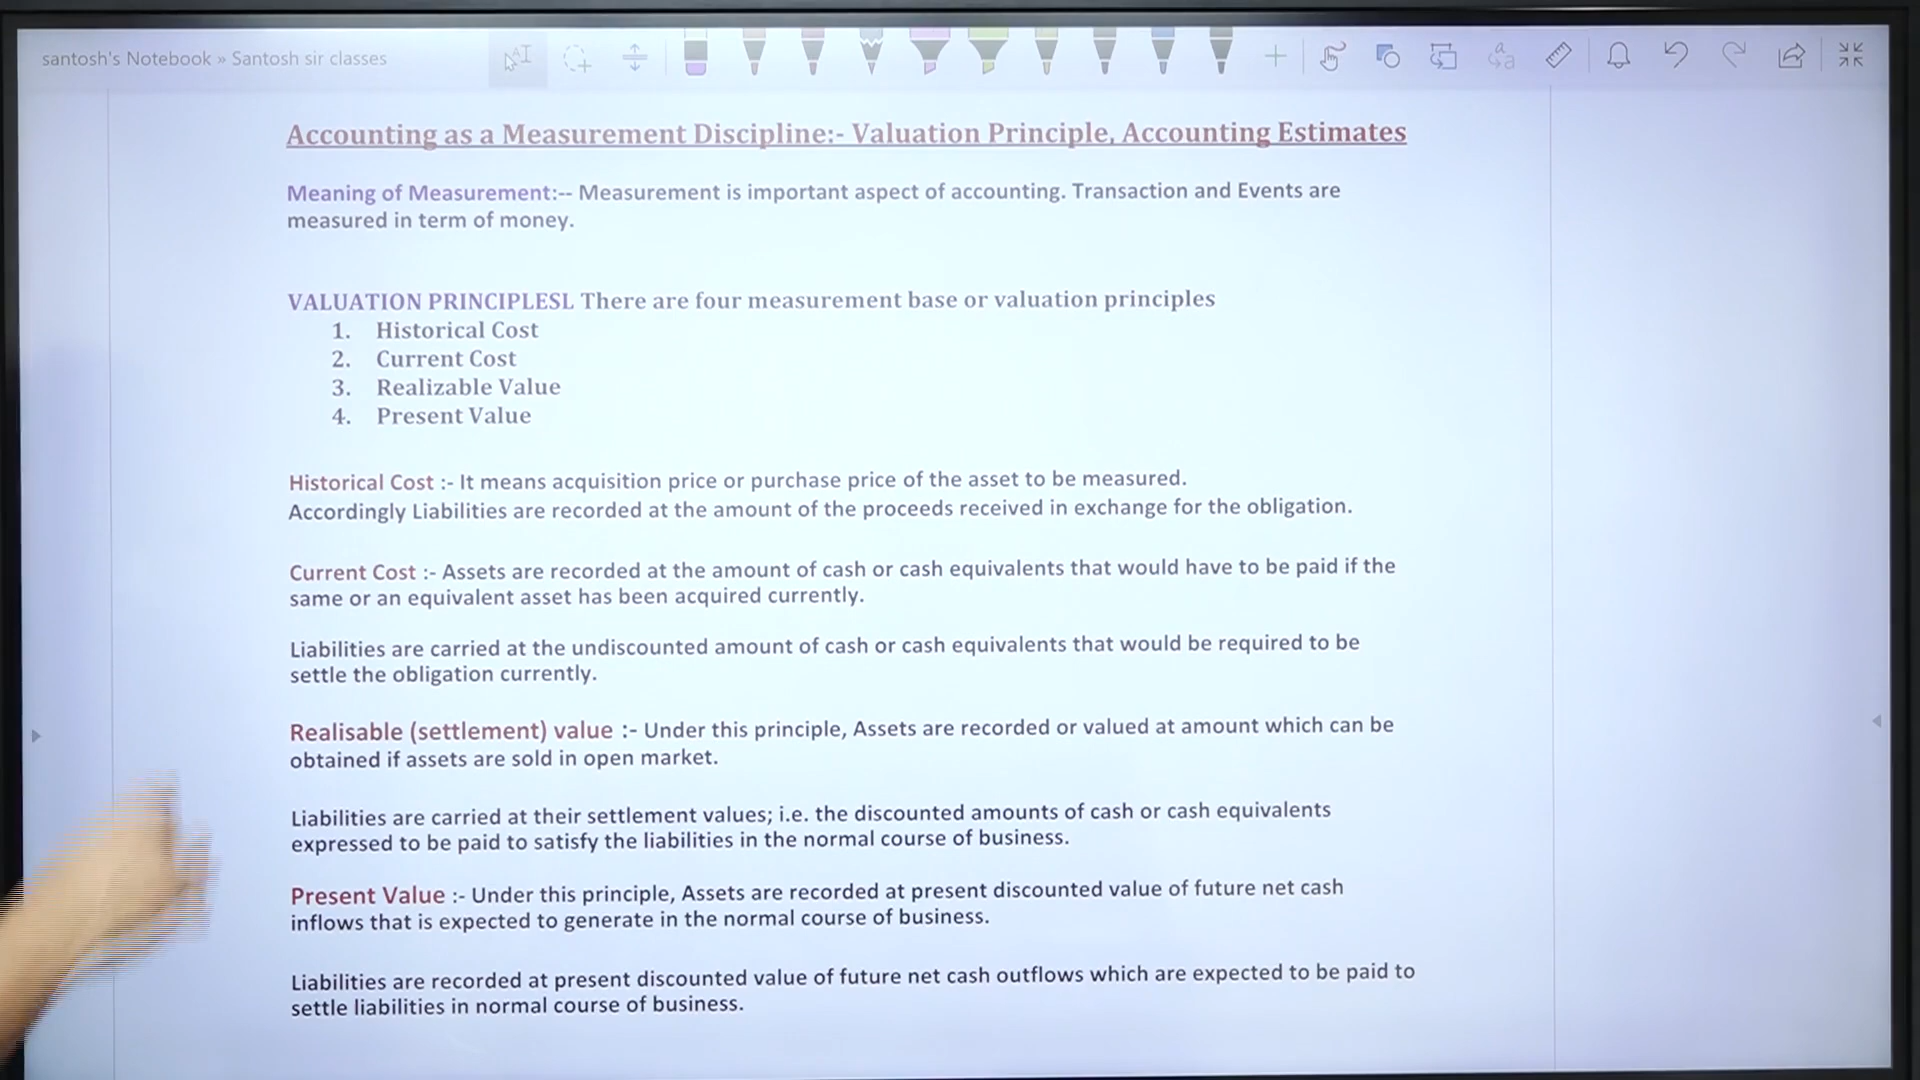 santosh's Notebook » Santosh sir classes
Accounting as a Measurement Discipline:- Valuation Principle, Accounting Estimates
Meaning of Measurement:-- Measurement is important aspect of accounting. Transaction and Events are
measured in term of money.
VALUATION PRINCIPLESL There are four measurement base or valuation principles
1. Historical Cost
2. Current Cost
3. Realizable Value
4. Present Value
Historical Cost :- It means acquisition price or purchase price of the asset to be measured.
Accordingly Liabilities are recorded at the amount of the proceeds received in exchange for the obligation.
Current Cost :- Assets are recorded at the amount of cash or cash equivalents that would have to be paid if the
same or an equivalent asset has been acquired currently.
Liabilities are carried at the undiscounted amount of cash or cash equivalents that would be required to be
settle the obligation currently.
Realisable (settlement) value :- Under this principle, Assets are recorded or valued at amount which can be
obtained if assets are sold in open market.
Liabilities are carried at their settlement values; i.e. the discounted amounts of cash or cash equivalents
expressed to be paid to satisfy the liabilities in the normal course of business.
Present Value :- Under this principle, Assets are recorded at present discounted value of future net cash
inflows that is expected to generate in the normal course of business.
Liabilities are recorded at present discounted value of future net cash outflows which are expected to be paid to
settle liabilities in normal course of business.